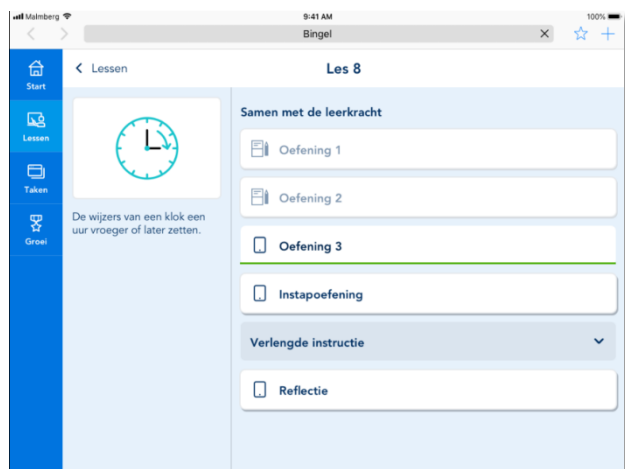 Malmberg
9:41 AM
100%
Bingel
Start
Lessen
Taken
Groei
Lessen
Les 8
De wijzers van een klok een
uur vroeger of later zetten.
Samen met de leerkracht
Oefening 1
Oefening 2
Oefening 3
Instapoefening
Verlengde instructie
Reflectie